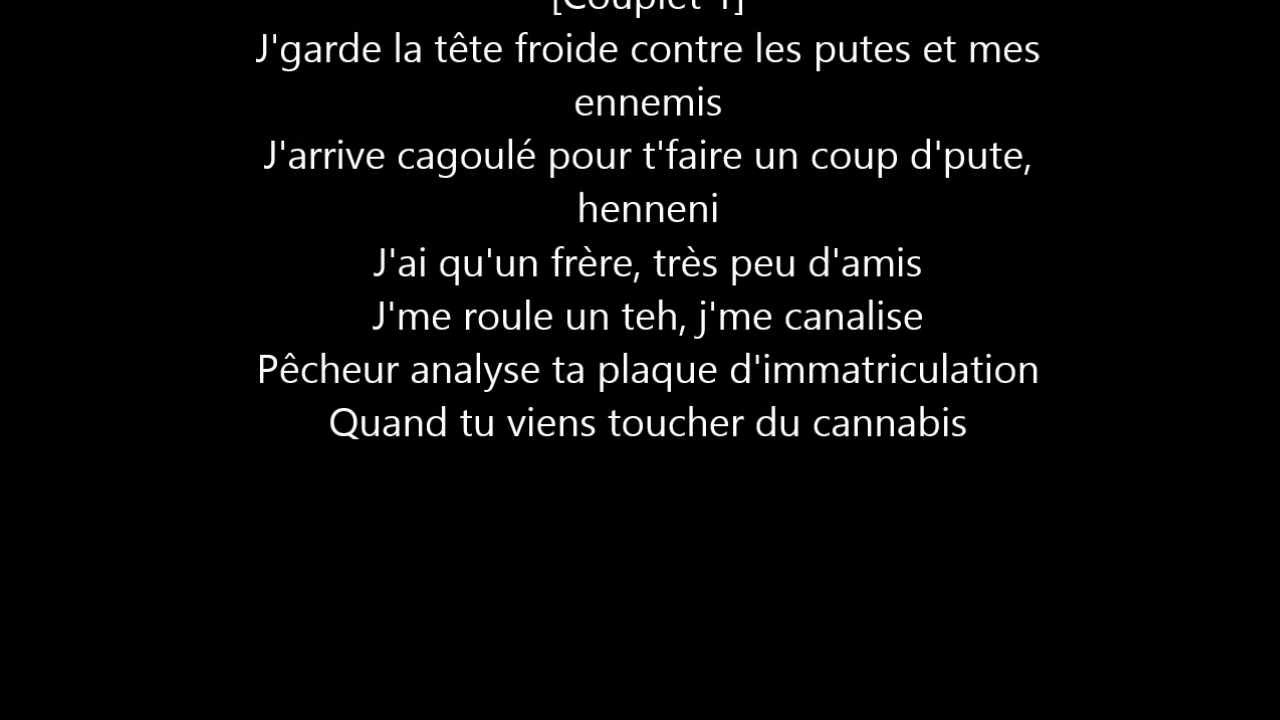 [Couplet 1]
J'garde la tête froide contre les putes et mes
ennemis
J'arrive cagoulé pour t'faire un coup d'pute,
henneni
J'ai qu'un frère, très peu d'amis
J'me roule un teh, j'me canalise
Pêcheur analyse ta plaque d'immatriculation
Quand tu viens toucher du cannabis